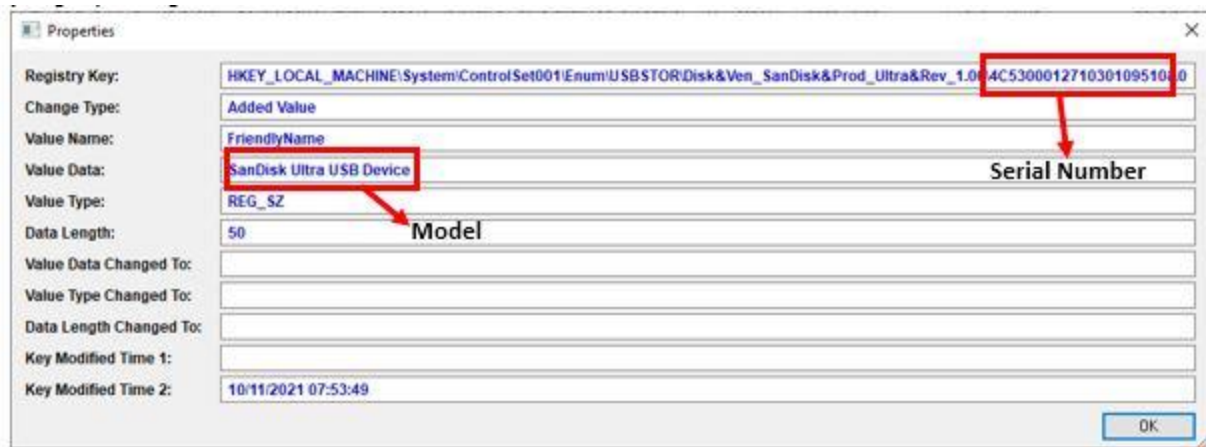 Properties
Registry Key: HKEY_LOCAL_MACHINE\System\ControlSet001\Enum\USBSTOR\Disk&Ven_SanDisk&Prod_Ultra&Rev_1.00\4C530001271030109510&0
Change Type: Added Value
Value Name: FriendlyName
Value Data: SanDisk Ultra USB Device
Serial Number
Value Type: REG_SZ
Data Length: 50
Model
Value Data Changed To:
Value Type Changed To:
Data Length Changed To:
Key Modified Time 1:
Key Modified Time 2: 10/11/2021 07:53:49
OK